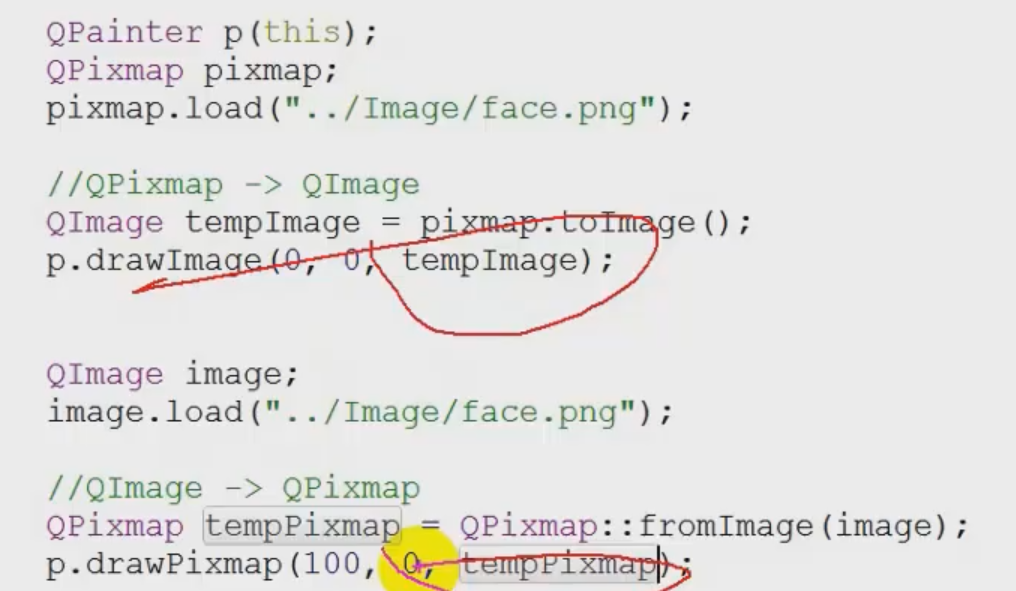 QPainter p(this);
QPixmap pixmap;
pixmap.load("../Image/face.png");
//QPixmap -> QImage
QImage tempImage = pixmap.toImage();
p.drawImage(0, 0, tempImage);
QImage image;
image.load("../Image/face.png");
//QImage -> QPixmap
QPixmap tempPixmap = QPixmap::fromImage(image);
p.drawPixmap(100, 0, tempPixmap);